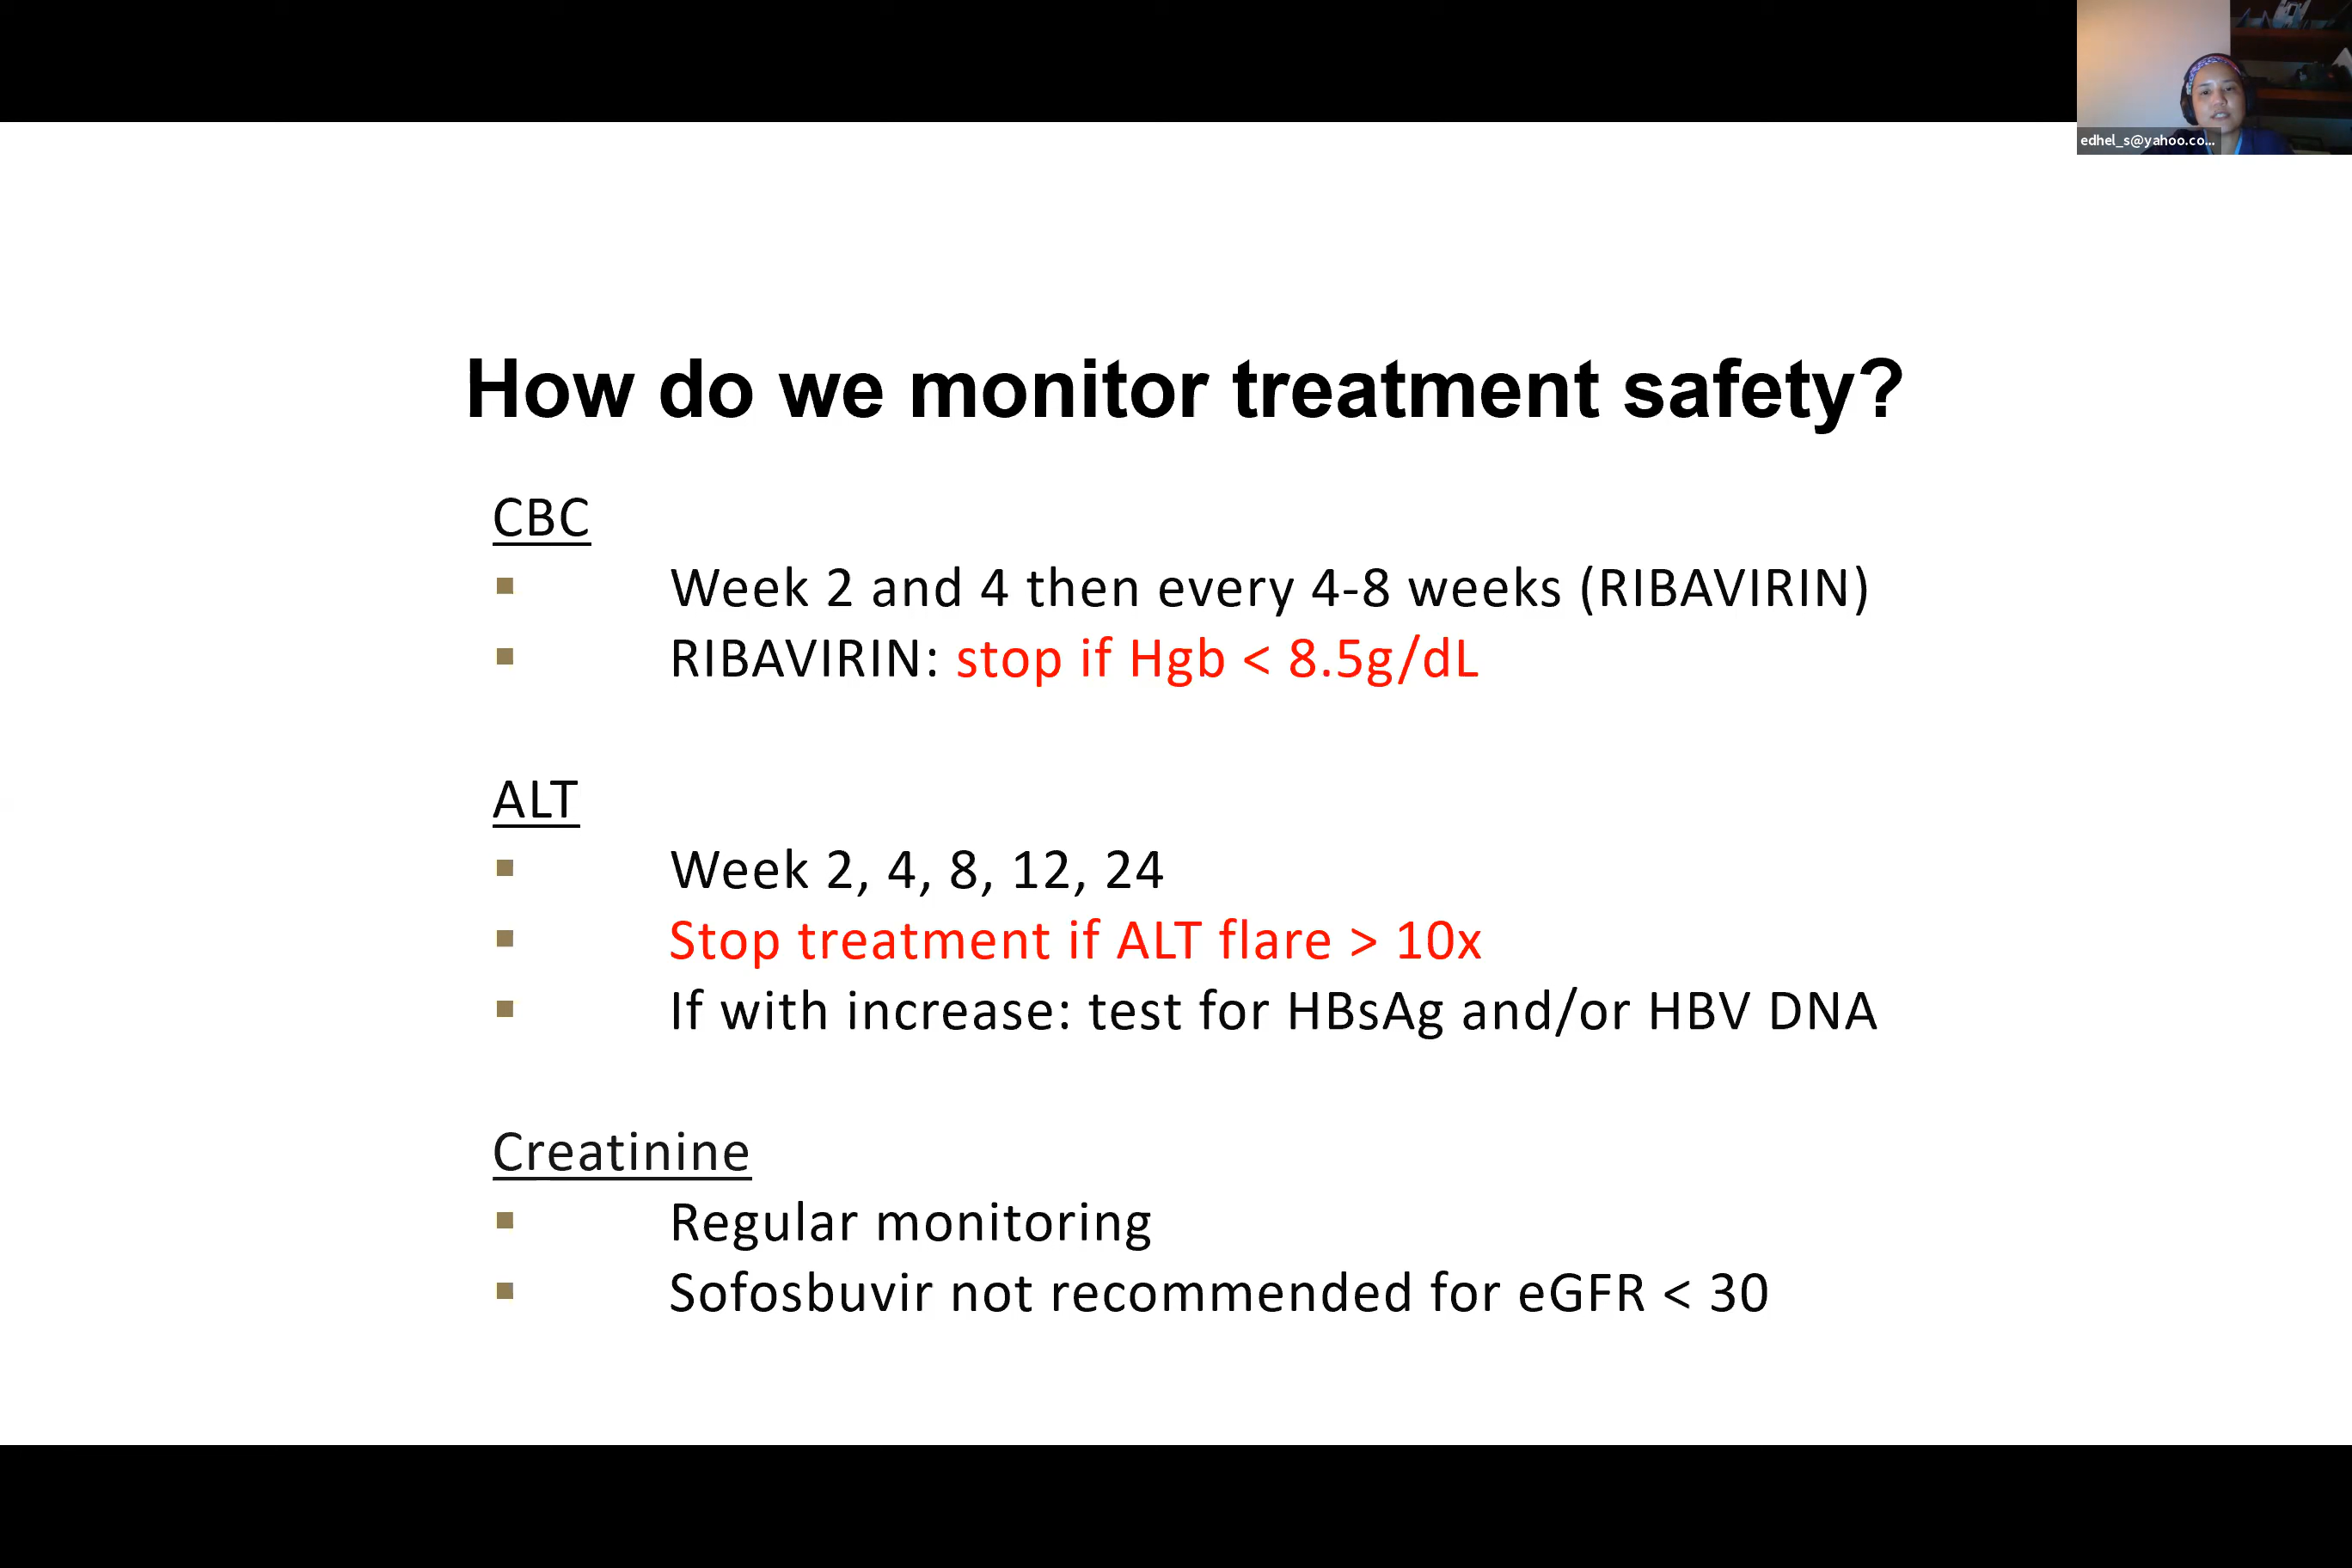 edhel_s@yahoo.co...
How do we monitor treatment safety?
CBC
▪ Week 2 and 4 then every 4-8 weeks (RIBAVIRIN)
▪ RIBAVIRIN: stop if Hgb < 8.5g/dL
ALT
▪ Week 2, 4, 8, 12, 24
▪ Stop treatment if ALT flare > 10x
▪ If with increase: test for HBsAg and/or HBV DNA
Creatinine
▪ Regular monitoring
▪ Sofosbuvir not recommended for eGFR < 30